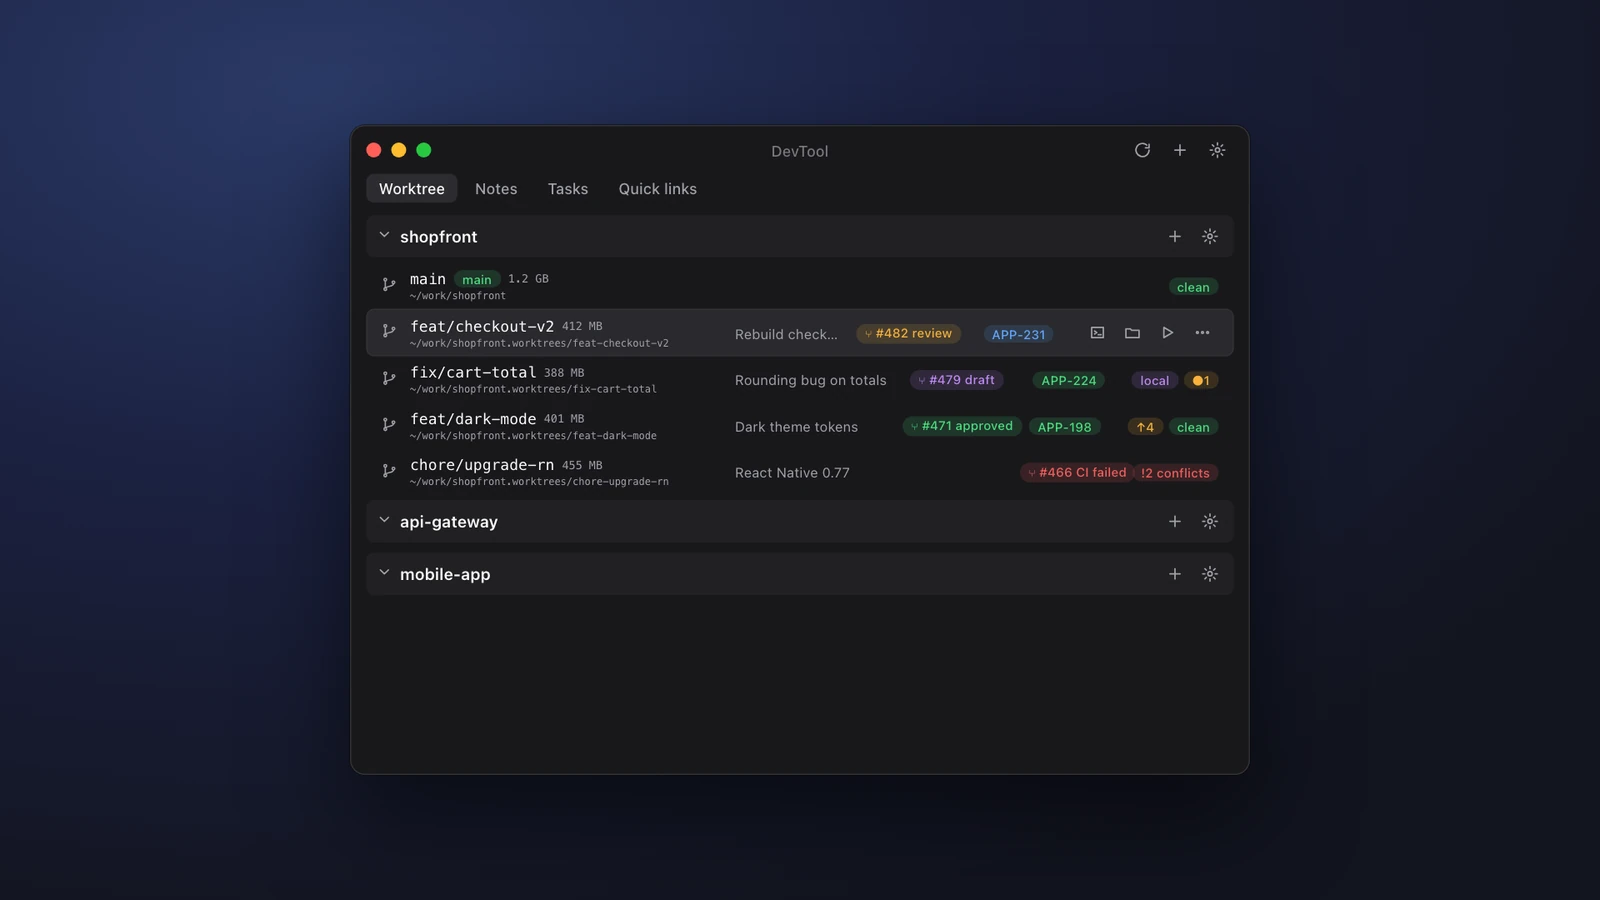 DevTool
Worktree Notes Tasks Quick links
shopfront
main main 1.2 GB clean
~/work/shopfront
feat/checkout-v2 412 MB Rebuild check... #482 review APP-231
~/work/shopfront.worktrees/feat-checkout-v2
fix/cart-total 388 MB Rounding bug on totals #479 draft APP-224 local ●1
~/work/shopfront.worktrees/fix-cart-total
feat/dark-mode 401 MB Dark theme tokens #471 approved APP-198 ↑4 clean
~/work/shopfront.worktrees/feat-dark-mode
chore/upgrade-rn 455 MB React Native 0.77 #466 CI failed !2 conflicts
~/work/shopfront.worktrees/chore-upgrade-rn
api-gateway
mobile-app